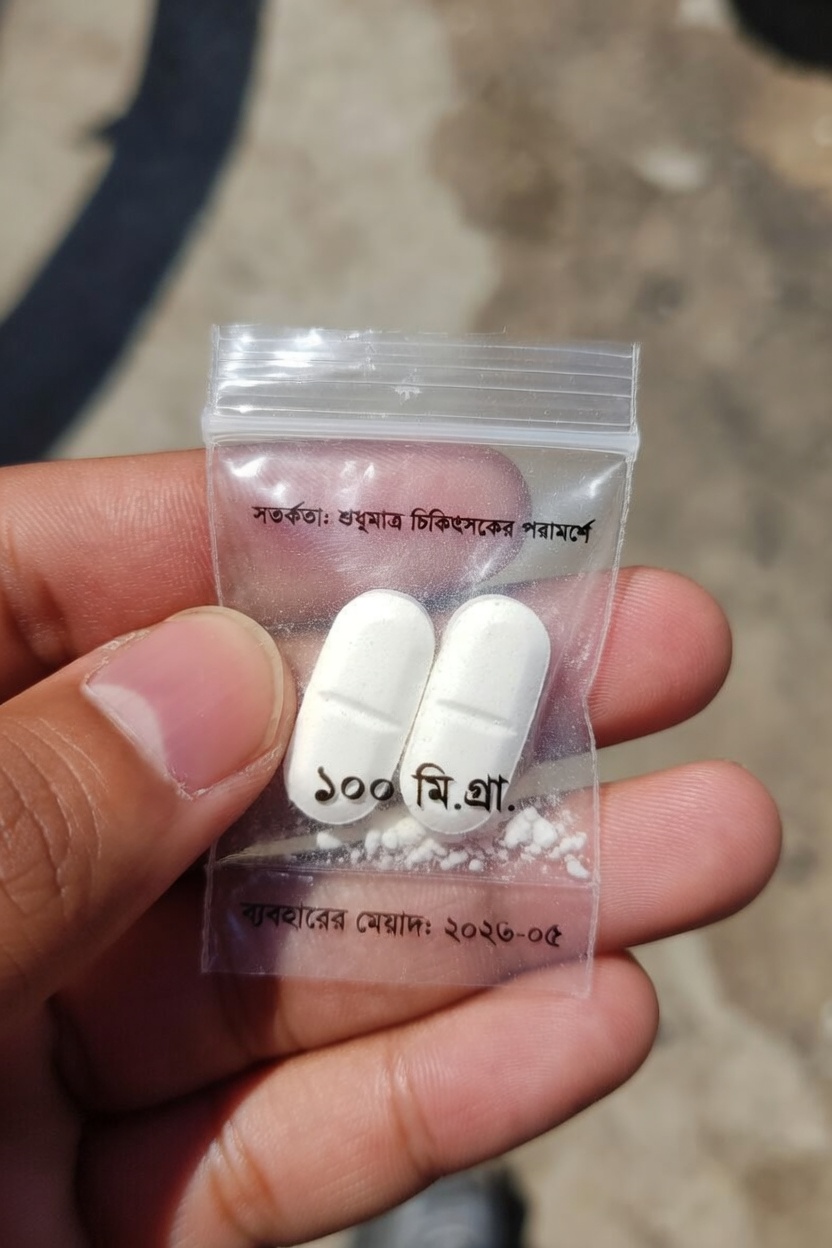 সতর্কতা: শুধুমাত্র চিকিৎসকের পরামর্শে
১০০ মি.গ্রা.
ব্যবহারের মেয়াদ: ২০২৬-০৫